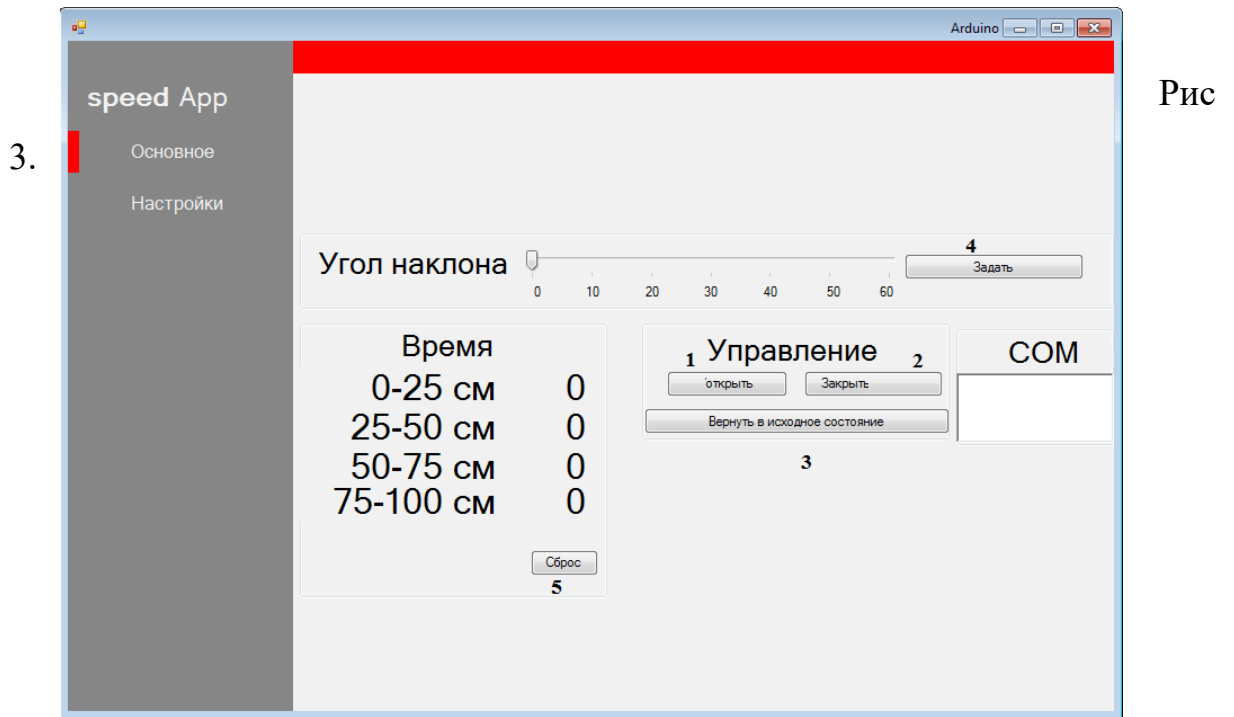 Arduino
Рис
3.
speed App
Основное
Настройки
4
Угол наклона
Задать
0 10 20 30 40 50 60
Время
0-25 см 0
25-50 см 0
50-75 см 0
75-100 см 0
Сброс
5
1 Управление 2
открыть Закрыть
Вернуть в исходное состояние
3
COM